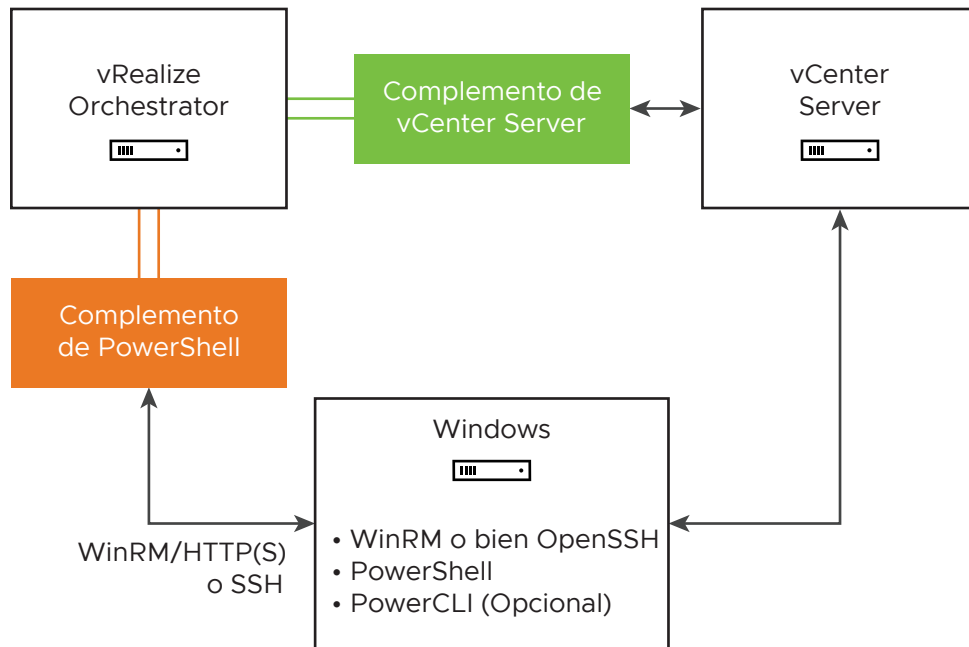 vRealize
Orchestrator
Complemento de
vCenter Server
vCenter
Server
Complemento
de PowerShell
WinRM/HTTP(S)
o SSH
Windows
• WinRM o bien OpenSSH
• PowerShell
• PowerCLI (Opcional)